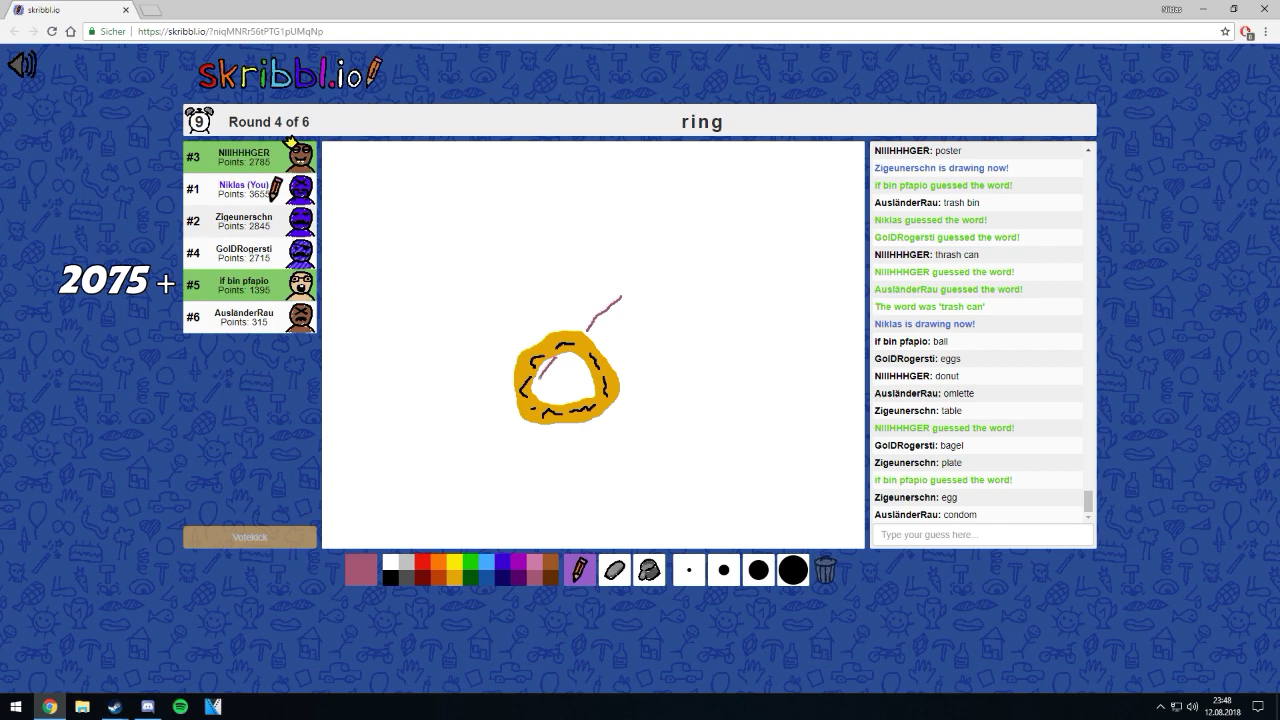 skribbl.io
Niklas
Sicher
https://skribbl.io/?niqMNRr56tPTG1pUMqNp
skribbl.io
9
Round 4 of 6
ring
#3
NIIIHHHGER
Points: 2785
#1
Niklas (You)
Points: 3655
#2
Zigeunerschn
Points: 2845
#4
GolDRogersti
Points: 2715
2075 +
#5
if bin pfapio
Points: 1395
#6
AusländerRau
Points: 315
Votekick
NIIIHHHGER: poster
Zigeunerschn is drawing now!
if bin pfapio guessed the word!
AusländerRau: trash bin
Niklas guessed the word!
GolDRogersti guessed the word!
NIIIHHHGER: thrash can
NIIIHHHGER guessed the word!
AusländerRau guessed the word!
The word was 'trash can'
Niklas is drawing now!
if bin pfapio: ball
GolDRogersti: eggs
NIIIHHHGER: donut
AusländerRau: omlette
Zigeunerschn: table
NIIIHHHGER guessed the word!
GolDRogersti: bagel
Zigeunerschn: plate
if bin pfapio guessed the word!
Zigeunerschn: egg
AusländerRau: condom
Type your guess here...
23:48
12.08.2018